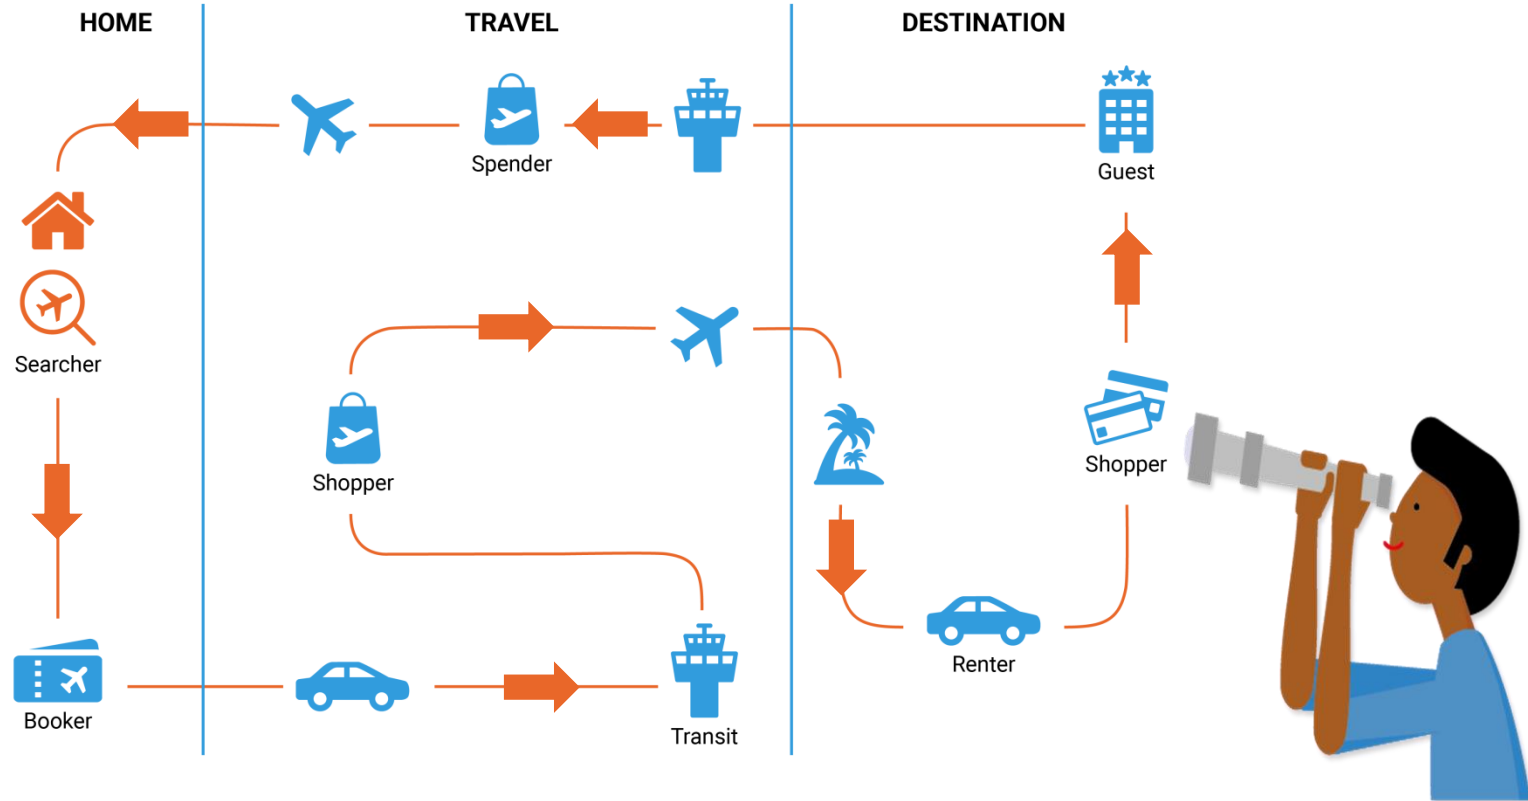 HOME
TRAVEL
DESTINATION
Spender
Guest
Searcher
Shopper
Shopper
Renter
Booker
Transit